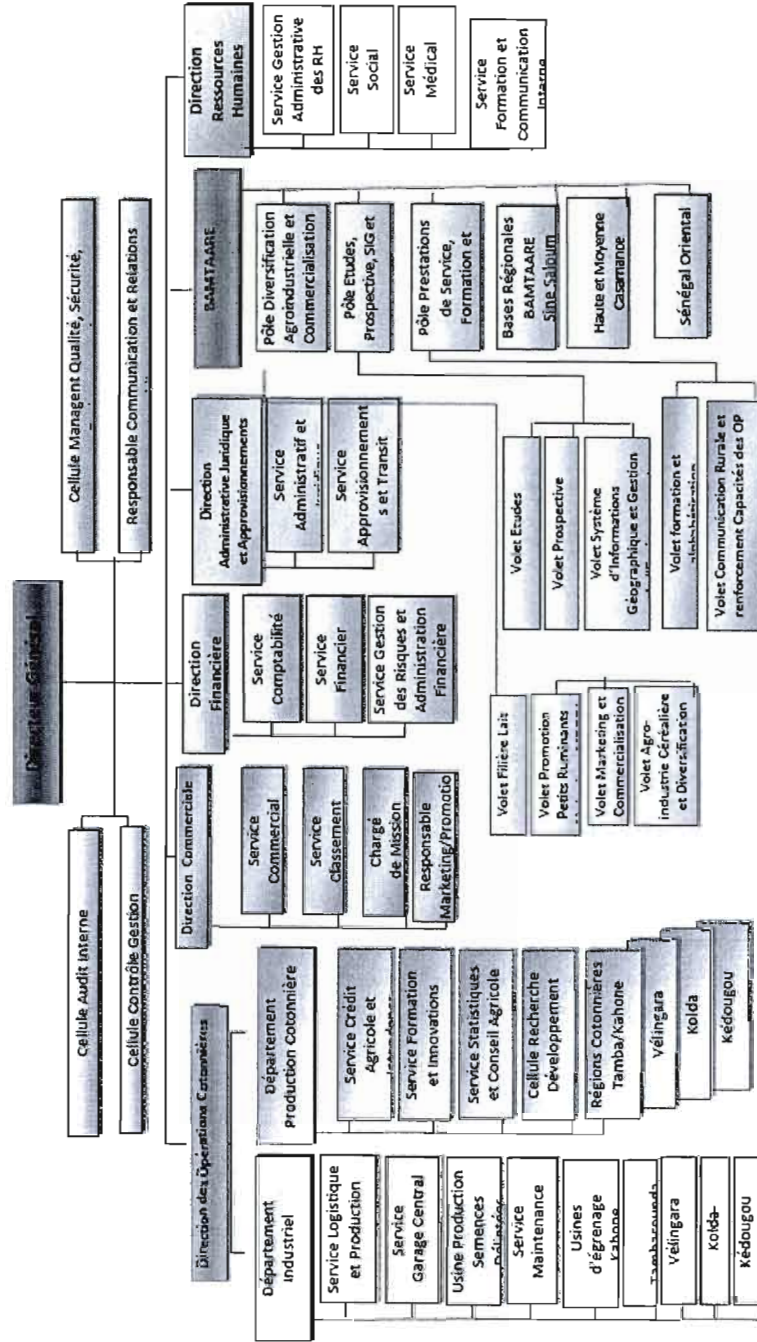 Directeur Général
Cellule Audit Interne
Cellule Contrôle Gestion
Cellule Managent Qualité, Sécurité,
Responsable Communication et Relations
Direction des Opérations Cotonnières
Département
Industriel
Service Logistique
et Production
Service
Garage Central
Usine Production
Semences
Délintées
Service
Maintenance
Usines
d'égrenage
Kahone
Tambacounda
Vélingara
Kolda
Kédougou
Département
Production Cotonnière
Service Crédit
Agricole et
Service Formation
et Innovations
Service Statistiques
et Conseil Agricole
Cellule Recherche
Développement
Régions Cotonnières
Tamba/Kahone
Vélingara
Kolda
Kédougou
Direction Commerciale
Service
Commercial
Service
Classement
Chargé
de Mission
Responsable
Marketing/Promotio
Direction
Financière
Service
Comptabilité
Service
Financier
Service Gestion
des Risques et
Administration
Financière
Direction
Administrative Juridique
et Approvisionnements
Service
Administratif et
Juridique
Service
Approvisionnement
s et Transit
BAMTAARE
Pôle Diversification
Agroindustrielle et
Commercialisation
Pôle Etudes,
Prospective, SIG et
Pôle Prestations
de Service,
Formation et
Bases Régionales
BAMTAARE
Sine Saloum
Haute et Moyenne
Casamance
Sénégal Oriental
Volet Filière Lait
Volet Promotion
Petits Ruminants
Volet Marketing et
Commercialisation
Volet Agro-
industrie Céréalière
et Diversification
Volet Etudes
Volet Prospective
Volet Système
d'Informations
Géographique et Gestion
Volet formation et
alphabétisation
Volet Communication Rurale et
renforcement Capacités des OP
Direction
Ressources
Humaines
Service Gestion
Administrative
des RH
Service
Social
Service
Médical
Service
Formation et
Communication
Interne